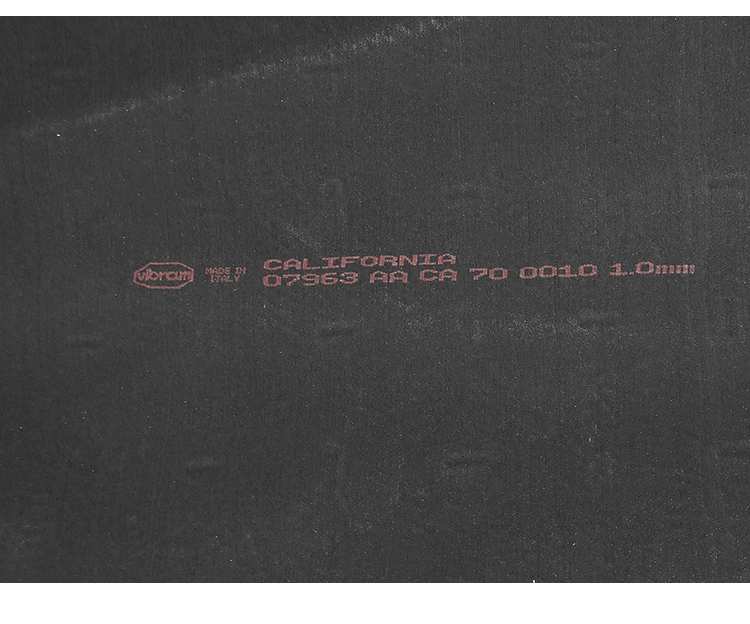 vibram
MADE IN
ITALY
CALIFORNIA
07963 AA CA 70 0010 1.0mm